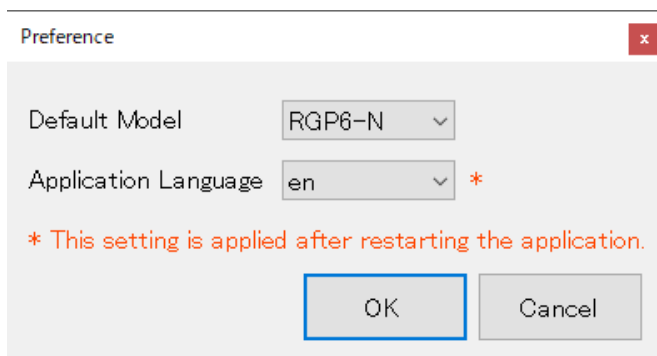 Preference
x
Default Model RGP6-N
Application Language en *
* This setting is applied after restarting the application.
OK Cancel